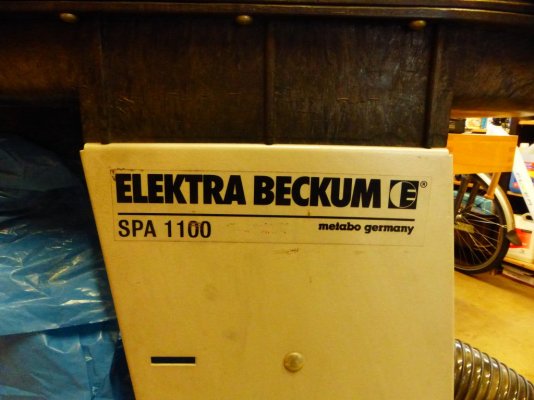 ELEKTRA BECKUM E®
SPA 1100
metabo germany